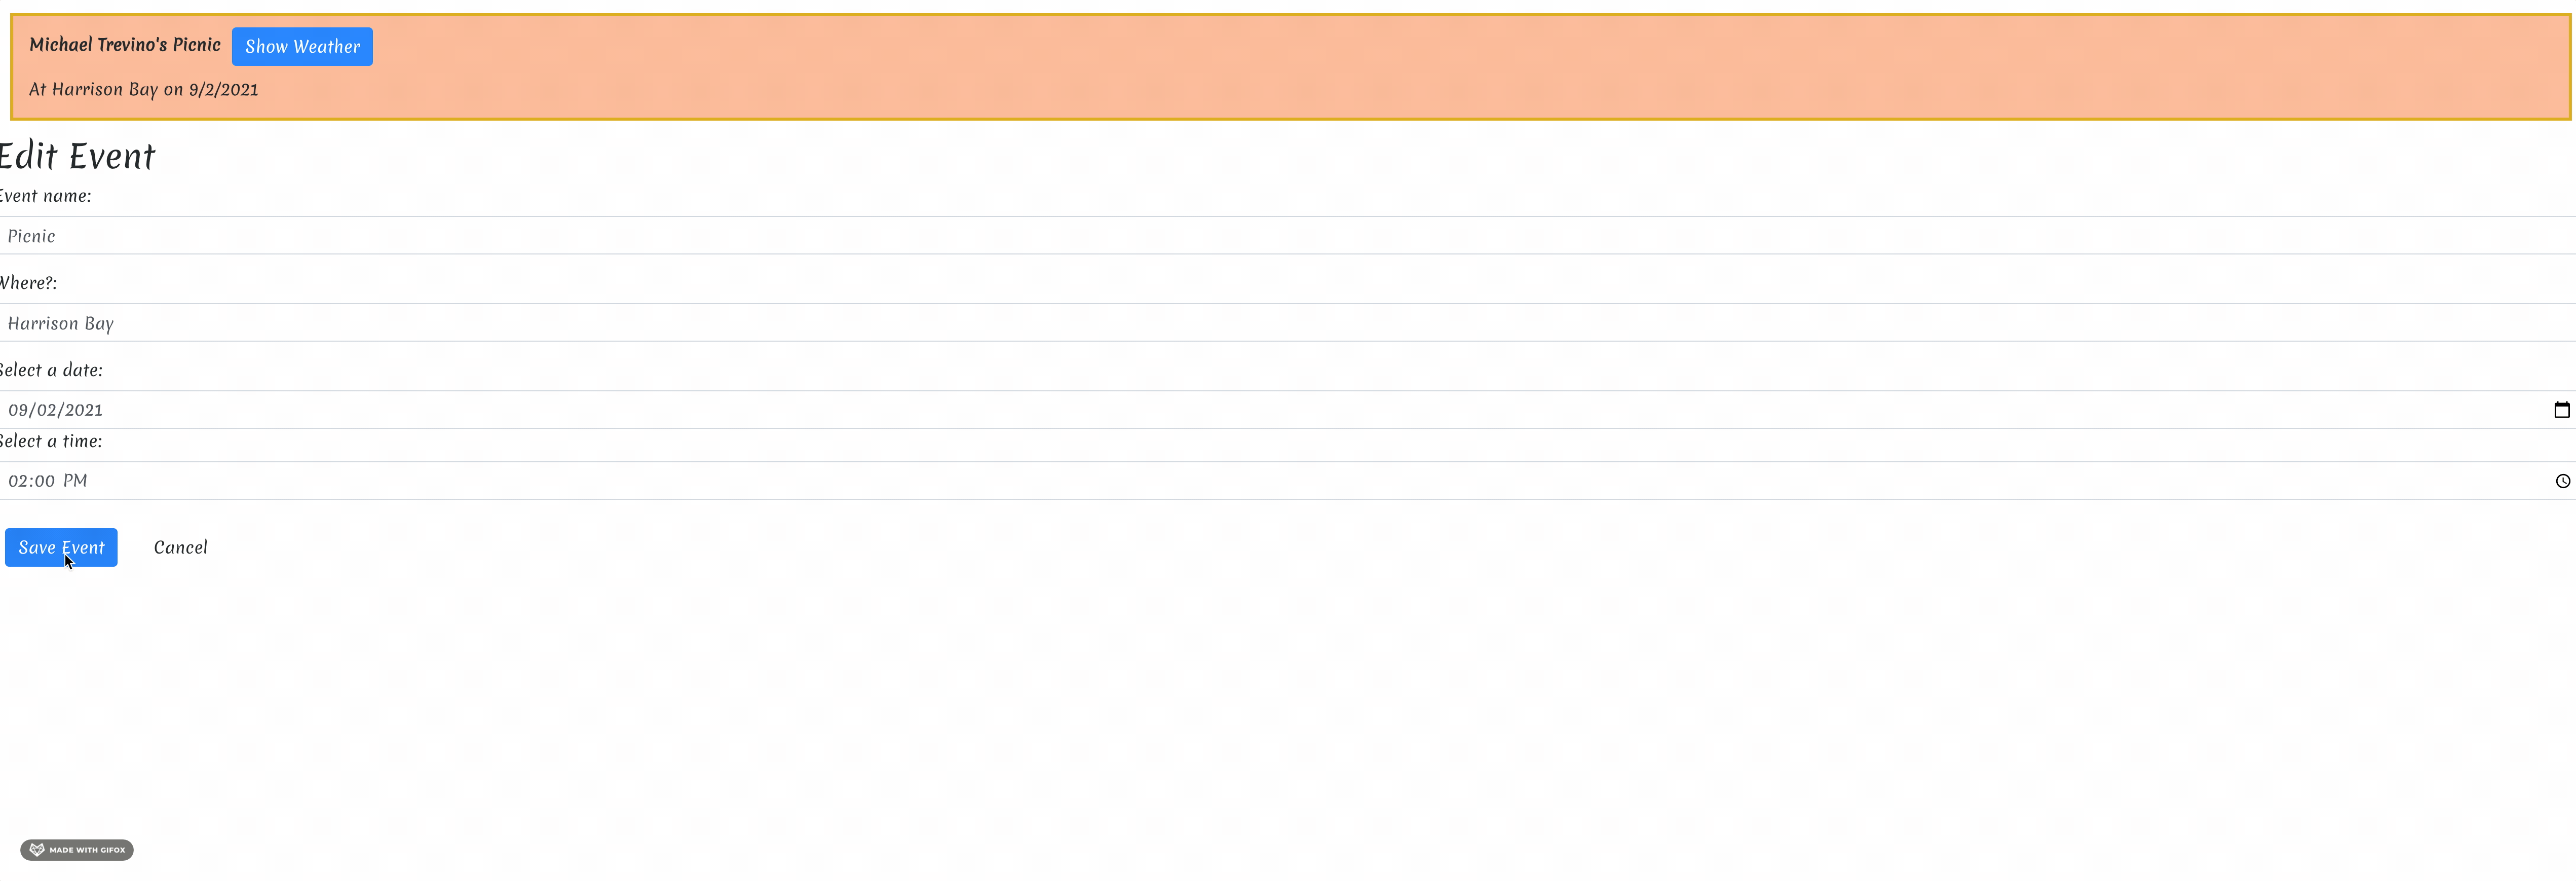 Michael Trevino's Picnic Show Weather
At Harrison Bay on 9/2/2021
Edit Event
Event name:
Picnic
Where?:
Harrison Bay
Select a date:
09/02/2021
Select a time:
02:00 PM
Save Event Cancel
MADE WITH GIFOX